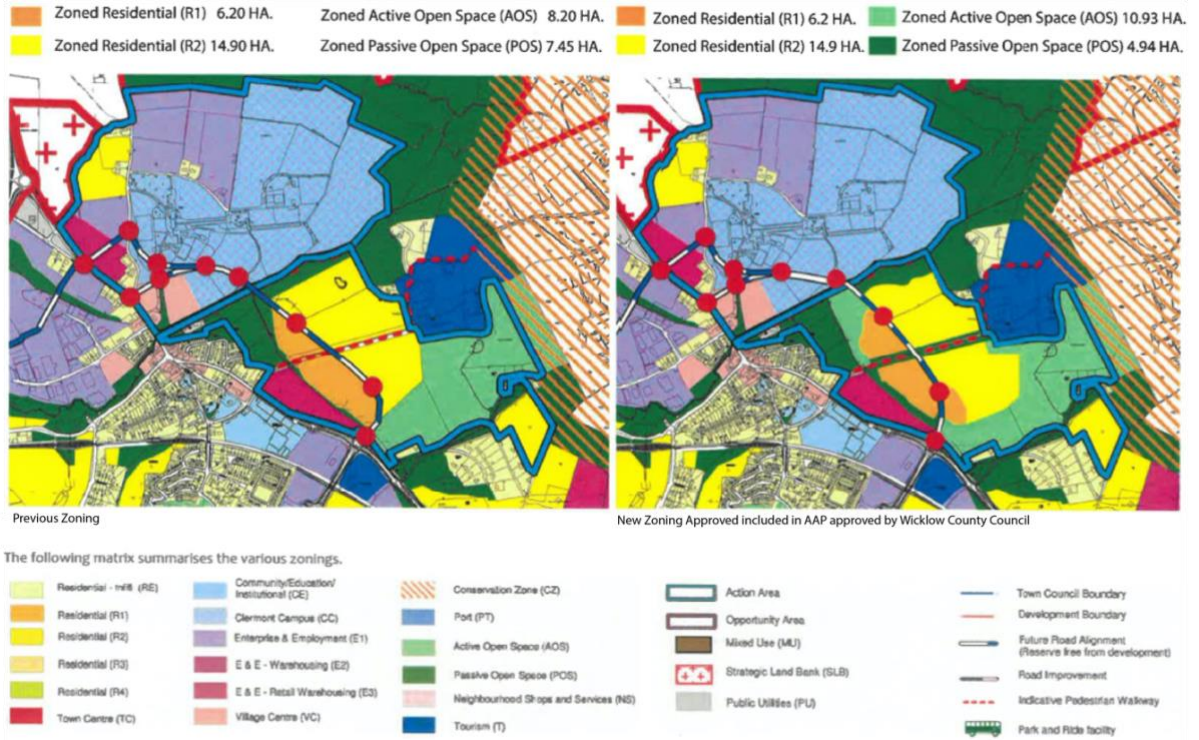 Zoned Residential (R1) 6.20 HA.
Zoned Active Open Space (AOS) 8.20 HA.
Zoned Residential (R2) 14.90 HA.
Zoned Passive Open Space (POS) 7.45 HA.
Zoned Residential (R1) 6.2 HA.
Zoned Active Open Space (AOS) 10.93 HA.
Zoned Residential (R2) 14.9 HA.
Zoned Passive Open Space (POS) 4.94 HA.
Previous Zoning
New Zoning Approved included in AAP approved by Wicklow County Council
The following matrix summarises the various zonings.
Residential - Infill (RE)
Residential (R1)
Residential (R2)
Residential (R3)
Residential (R4)
Town Centre (TC)
Community/Education/
Institutional (CE)
Clermont Campus (CC)
Enterprise & Employment (E1)
E & E - Warehousing (E2)
E & E - Retail Warehousing (E3)
Village Centre (VC)
Conservation Zone (CZ)
Port (PT)
Active Open Space (AOS)
Passive Open Space (POS)
Neighbourhood Shops and Services (NS)
Tourism (T)
Action Area
Opportunity Area
Mixed Use (MU)
Strategic Land Bank (SLB)
Public Utilities (PU)
Town Council Boundary
Development Boundary
Future Road Alignment
(Reserve free from development)
Road Improvement
Indicative Pedestrian Walkway
Park and Ride facility